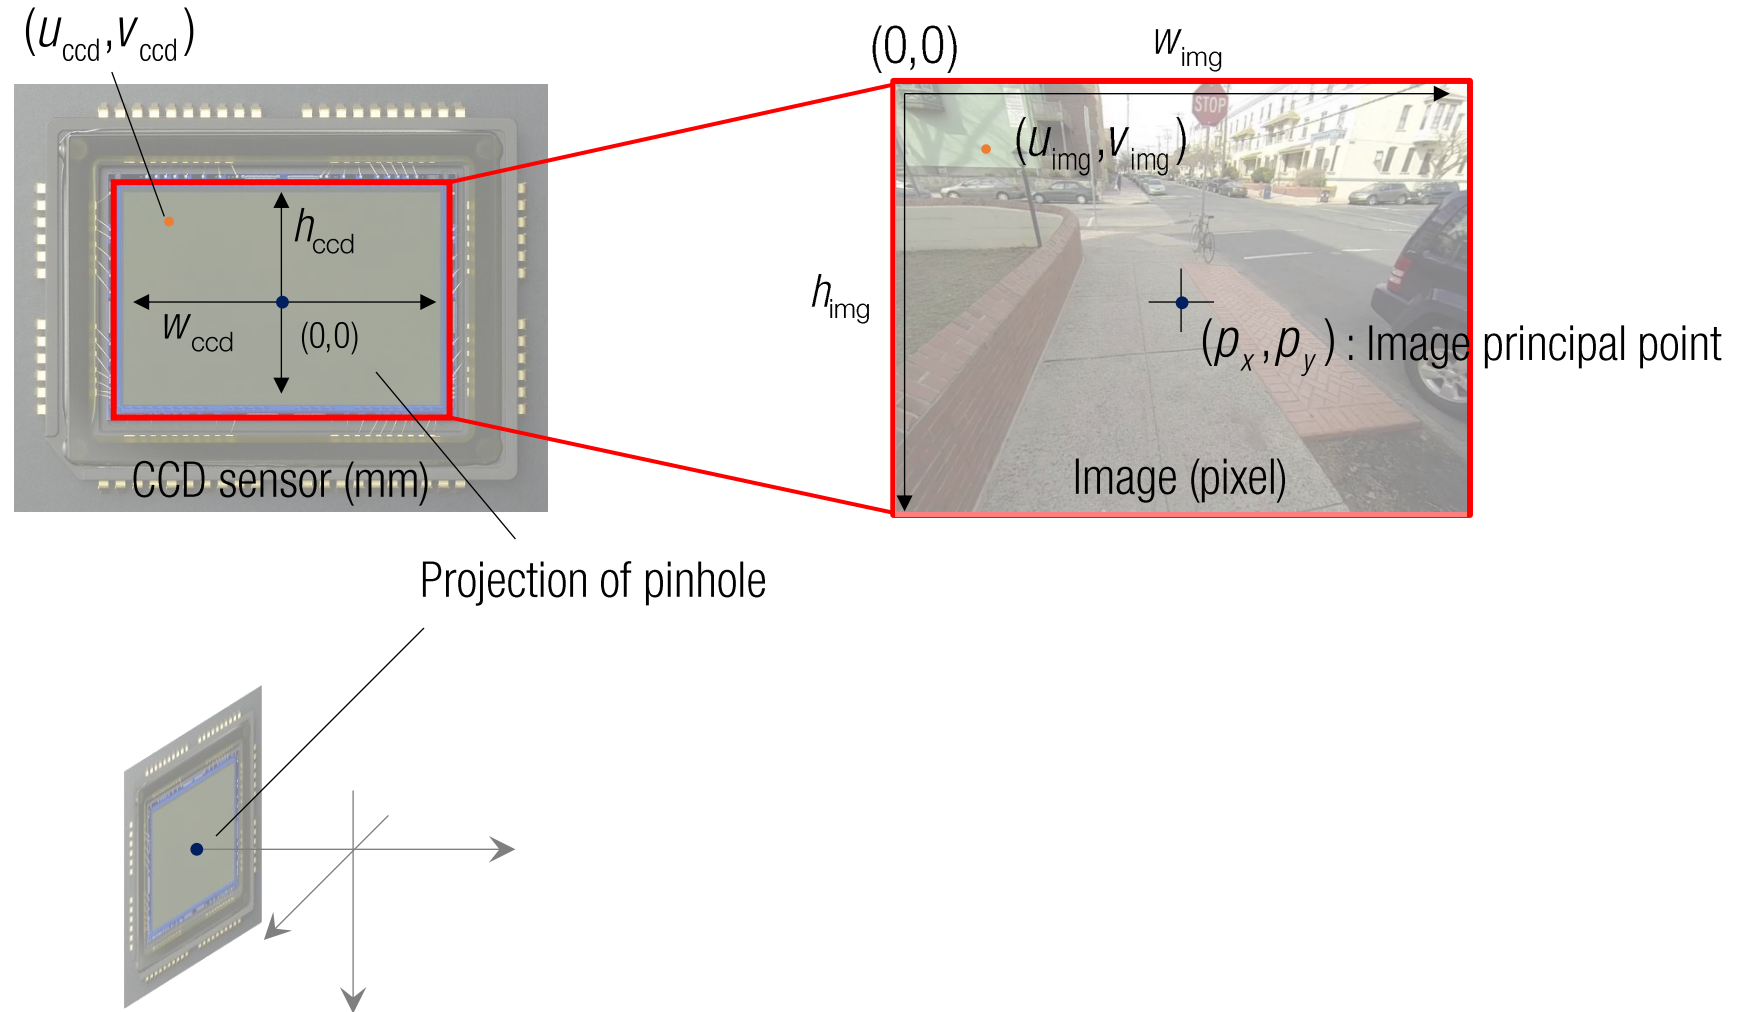 (u_ccd,v_ccd)
(0,0)
w_img
STOP
(u_img,v_img)
h_ccd
w_ccd
(0,0)
h_img
(p_x,p_y) : Image principal point
CCD sensor (mm)
Image (pixel)
Projection of pinhole